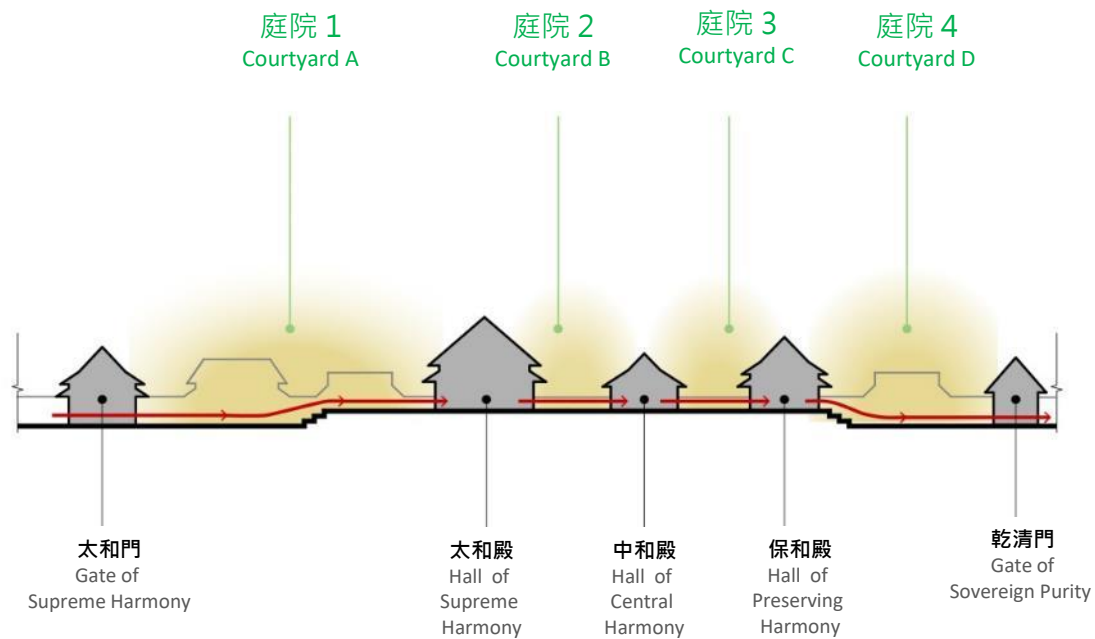 庭院 1
Courtyard A
庭院 2
Courtyard B
庭院 3
Courtyard C
庭院 4
Courtyard D
太和門
Gate of
Supreme Harmony
太和殿
Hall of
Supreme
Harmony
中和殿
Hall of
Central
Harmony
保和殿
Hall of
Preserving
Harmony
乾清門
Gate of
Sovereign Purity